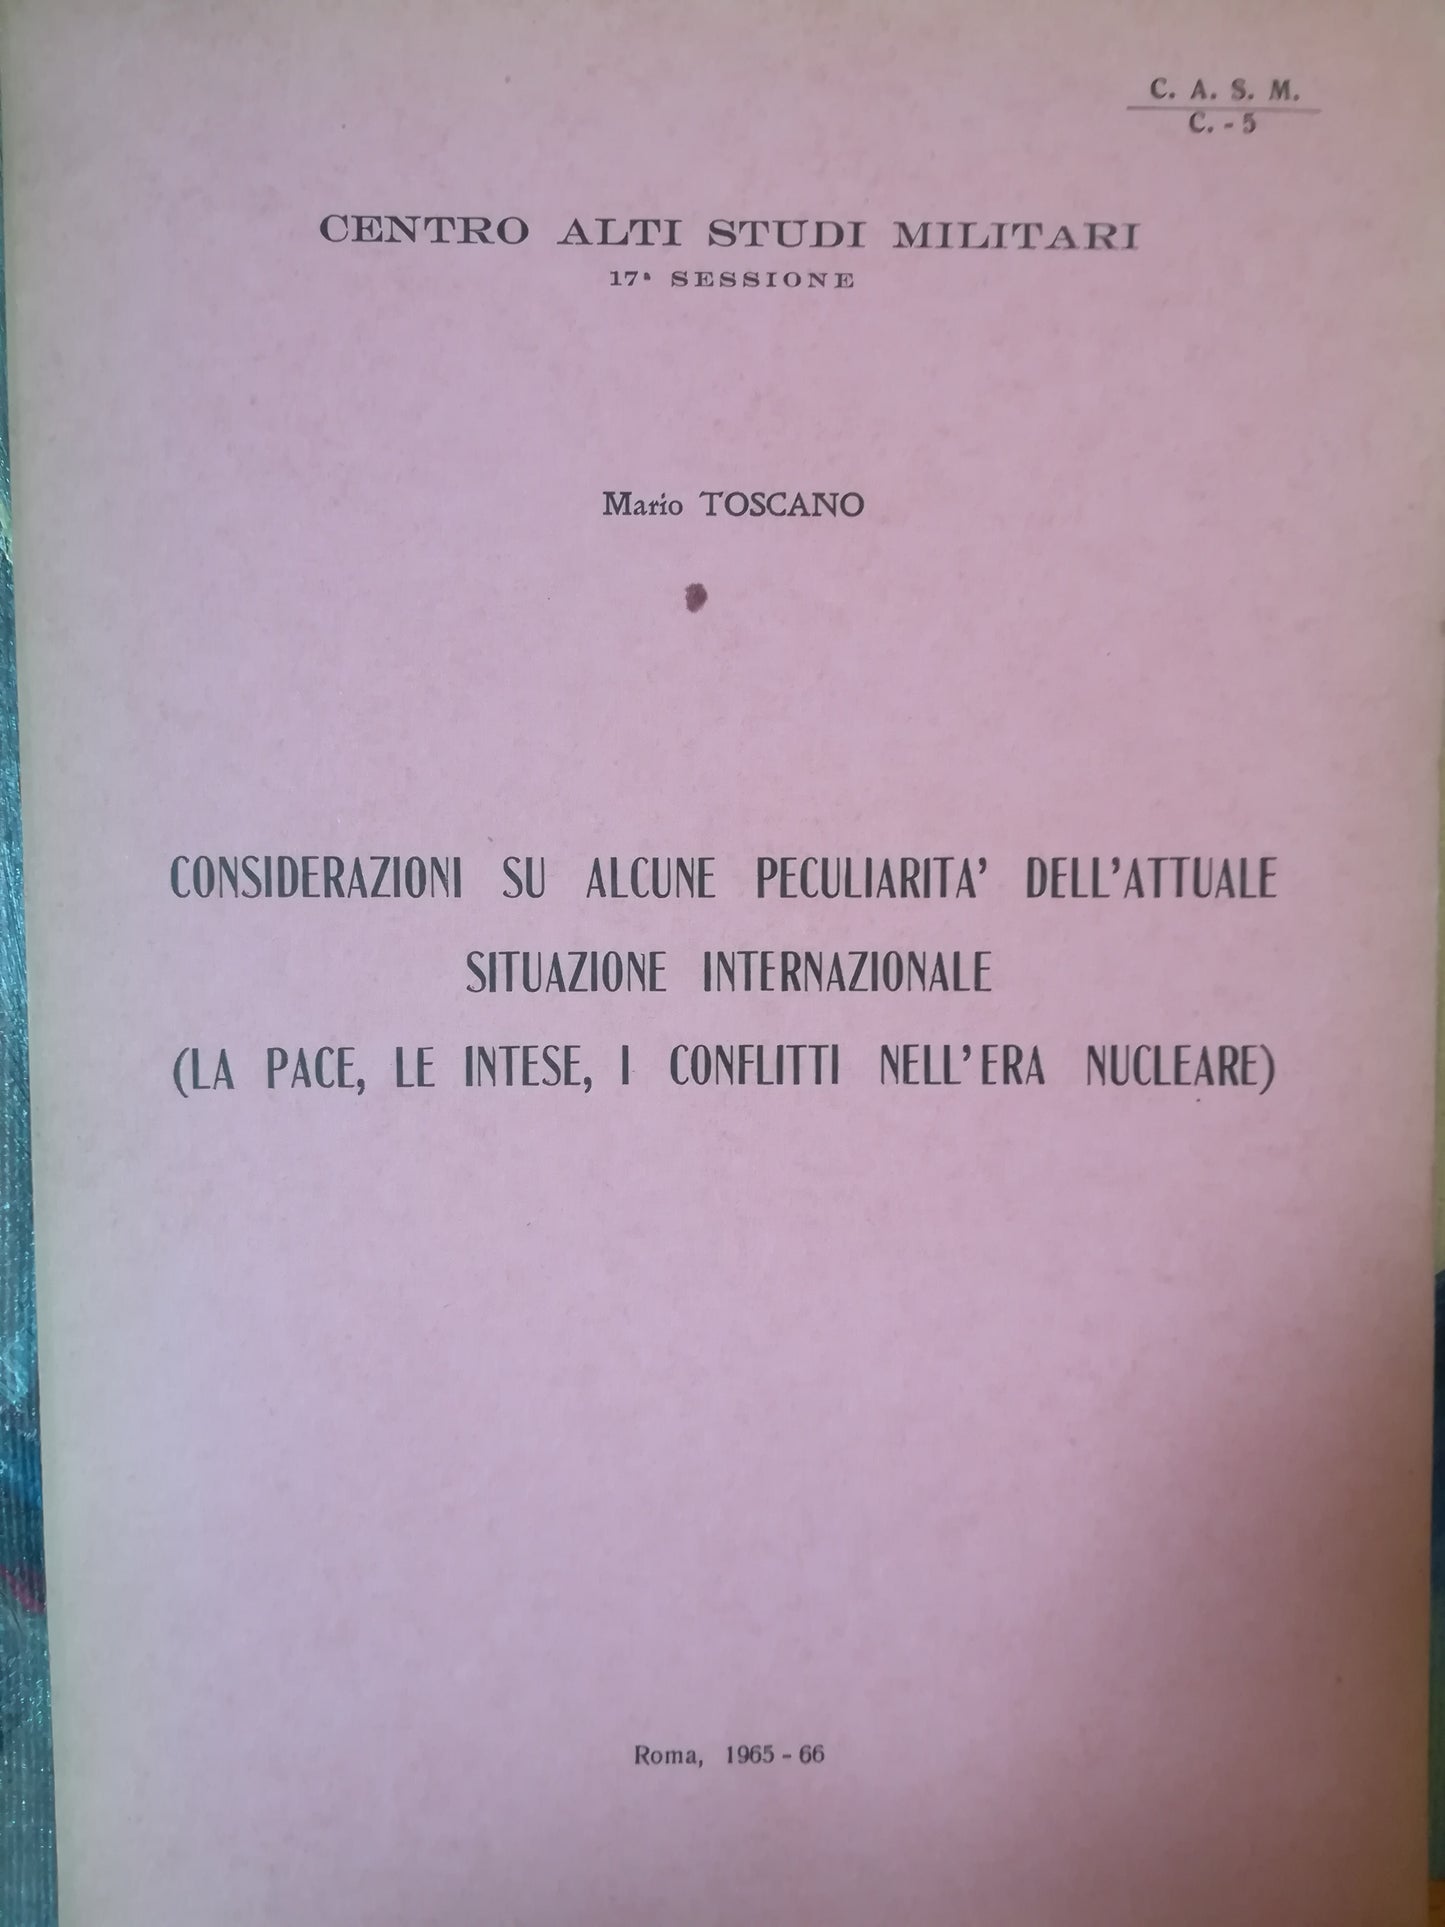 C. A. S. M.
C. - 5
CENTRO ALTI STUDI MILITARI
17ª SESSIONE
Mario TOSCANO
CONSIDERAZIONI SU ALCUNE PECULIARITA' DELL'ATTUALE
SITUAZIONE INTERNAZIONALE
(LA PACE, LE INTESE, I CONFLITTI NELL'ERA NUCLEARE)
Roma, 1965 - 66